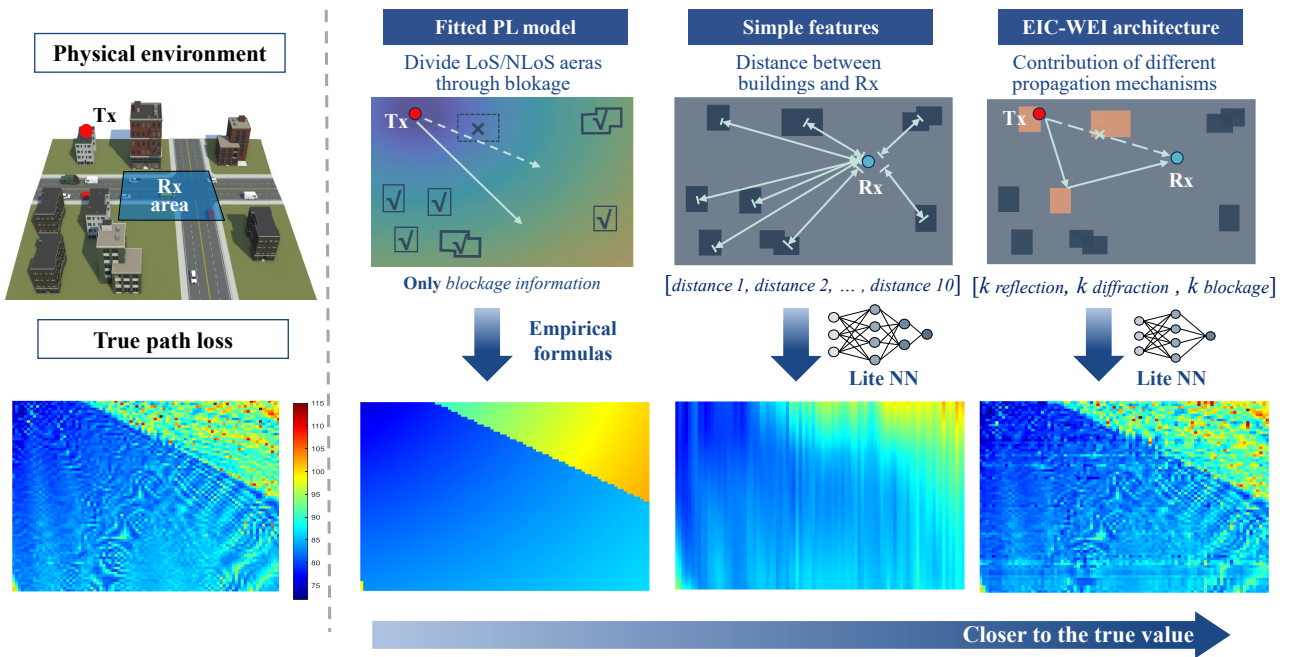 Physical environment
Tx
Rx
area
True path loss
115
110
105
100
95
90
85
80
75
Fitted PL model
Divide LoS/NLoS aeras
through blokage
Tx
Only blockage information
Empirical
formulas
Simple features
Distance between
buildings and Rx
Rx
[distance 1, distance 2, ... , distance 10]
Lite NN
EIC-WEI architecture
Contribution of different
propagation mechanisms
Tx
Rx
[k reflection, k diffraction , k blockage]
Lite NN
Closer to the true value